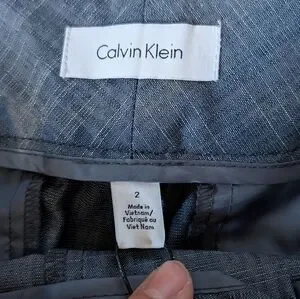 Calvin Klein
2
Made in
Vietnam/
Fabriqué au
Viet Nam